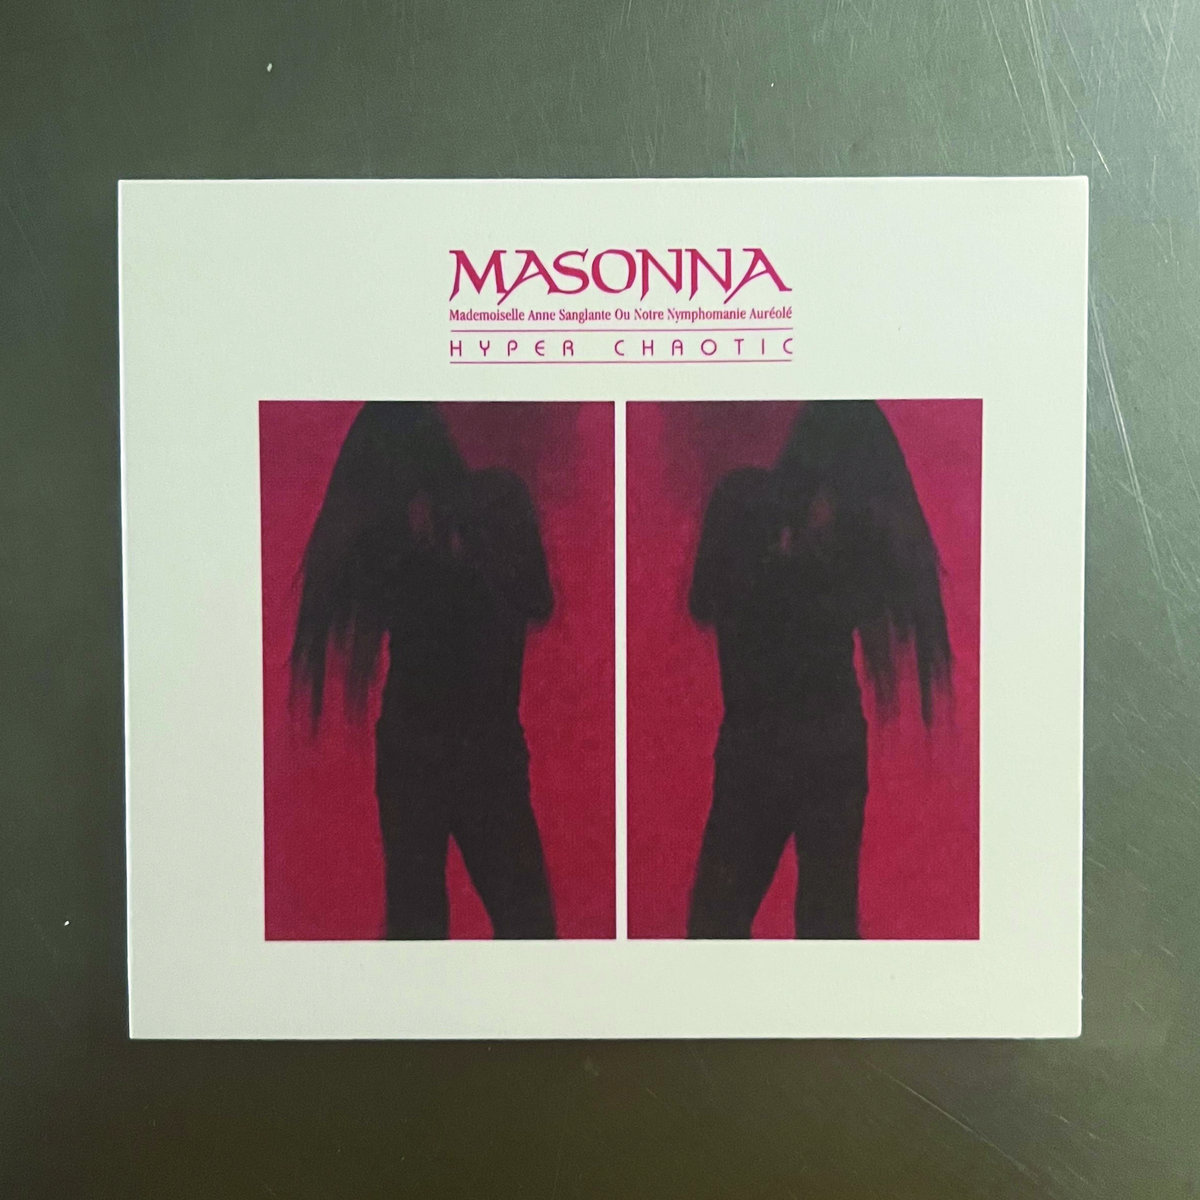 MASONNA
Mademoiselle Anne Sanglante Ou Notre Nymphomanie Auréolé
HYPER CHAOTIC